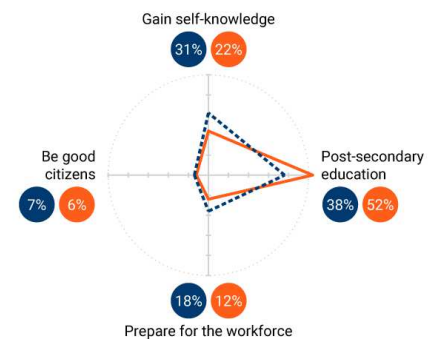 Gain self-knowledge
31% 22%
Be good
citizens
7% 6%
Post-secondary
education
38% 52%
18% 12%
Prepare for the workforce